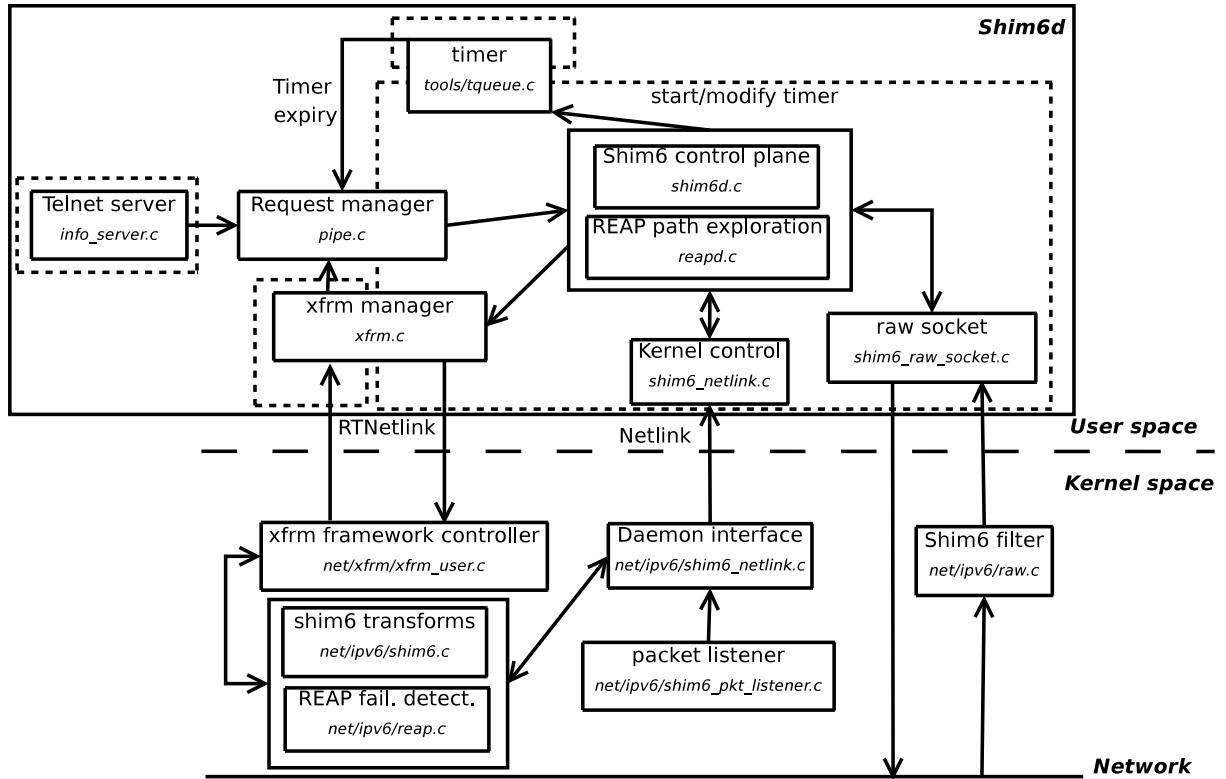 Shim6d
timer
tools/tqueue.c
Timer
expiry
start/modify timer
Shim6 control plane
shim6d.c
Telnet server
info_server.c
Request manager
pipe.c
REAP path exploration
reapd.c
xfrm manager
xfrm.c
Kernel control
shim6_netlink.c
raw socket
shim6_raw_socket.c
RTNetlink
Netlink
User space
Kernel space
xfrm framework controller
net/xfrm/xfrm_user.c
Daemon interface
net/ipv6/shim6_netlink.c
Shim6 filter
net/ipv6/raw.c
shim6 transforms
net/ipv6/shim6.c
packet listener
net/ipv6/shim6_pkt_listener.c
REAP fail. detect.
net/ipv6/reap.c
Network